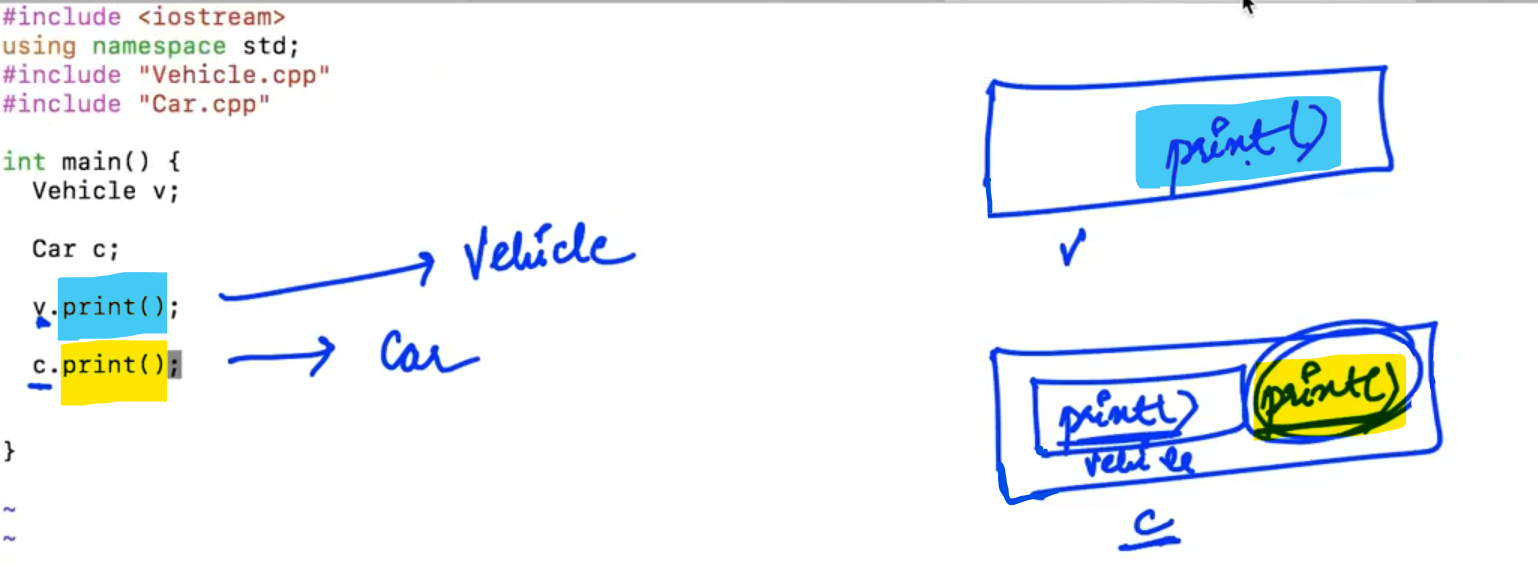 #include <iostream>
using namespace std;
#include "Vehicle.cpp"
#include "Car.cpp"
int main() {
Vehicle v;
Car c;
v.print();
c.print();
}
~
~
Vehicle
Car
print()
v
print()
vehicle
print()
c